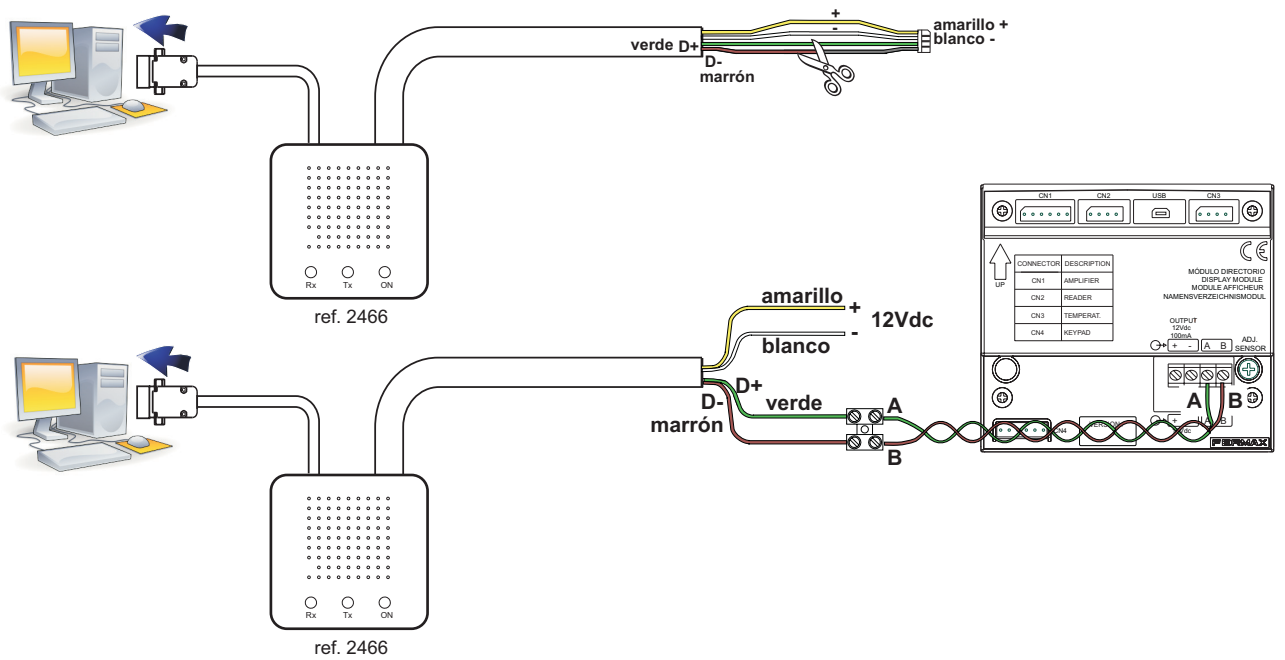 +
-
amarillo +
blanco -
verde D+
D-
marrón
Rx Tx ON
ref. 2466
CN1 CN2 USB CN3
UP
CONNECTOR DESCRIPTION
CN1 AMPLIFIER
CN2 READER
CN3 TEMPERAT.
CN4 KEYPAD
CE
MÓDULO DIRECTORIO
DISPLAY MODULE
MODULE AFFICHEUR
NAMENSVERZEICHNISMODUL
OUTPUT
12Vdc
100mA
+ - A B
ADJ.
SENSOR
A B
CN4
FERMAX
amarillo +
12Vdc
- blanco
D+
verde
D-
marrón
A
B
Rx Tx ON
ref. 2466